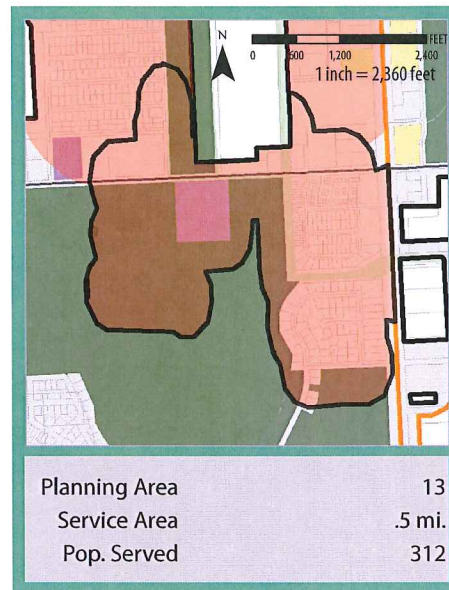 N
FEET
0 600 1,200 2,400
1 inch = 2,360 feet
Planning Area 13
Service Area .5 mi.
Pop. Served 312